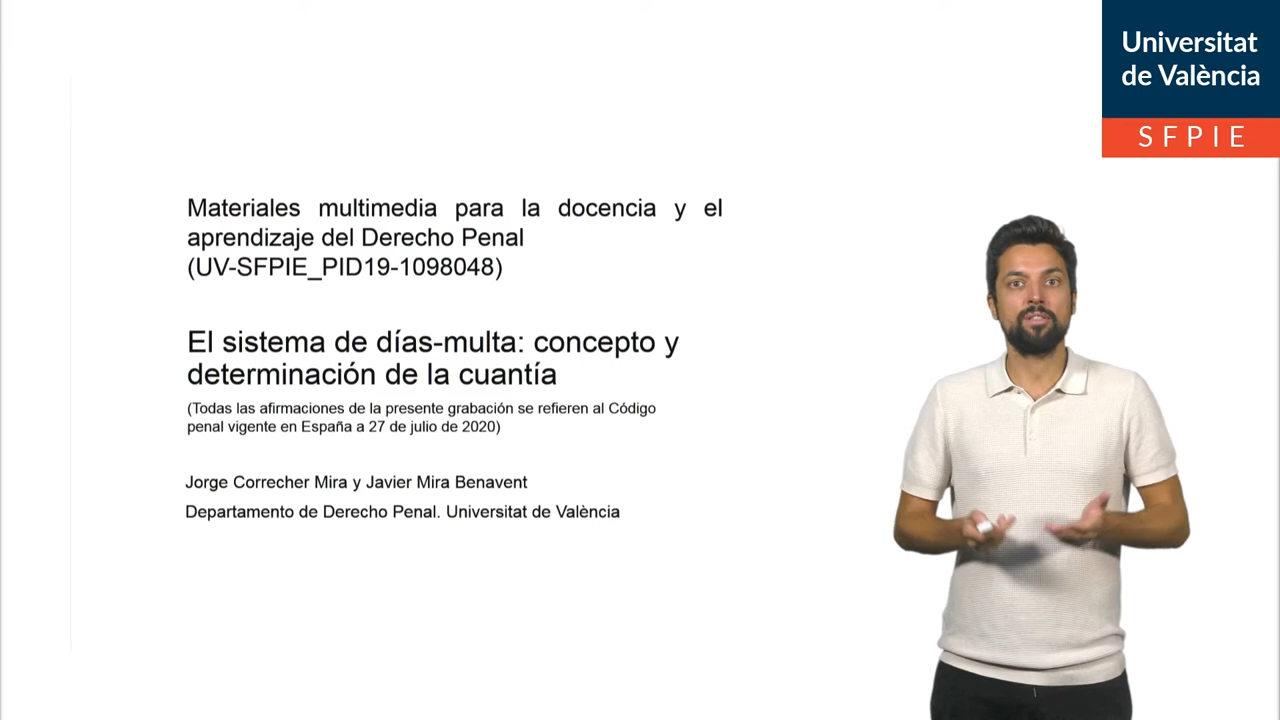 Universitat
de València
SFPIE
Materiales multimedia para la docencia y el
aprendizaje del Derecho Penal
(UV-SFPIE_PID19-1098048)
El sistema de días-multa: concepto y
determinación de la cuantía
(Todas las afirmaciones de la presente grabación se refieren al Código
penal vigente en España a 27 de julio de 2020)
Jorge Correcher Mira y Javier Mira Benavent
Departamento de Derecho Penal. Universitat de València